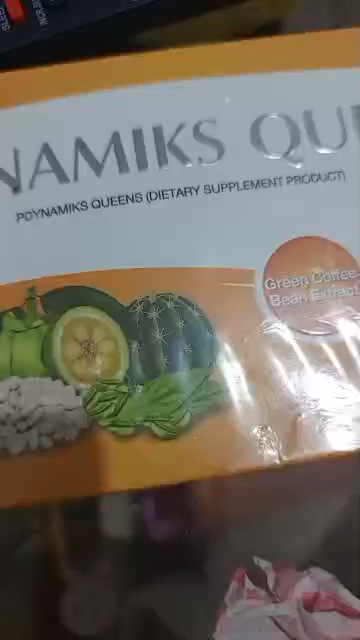 NAMIKS QU
PDYNAMIKS QUEENS (DIETARY SUPPLEMENT PRODUCT)
Green Coffee
Bean Extract